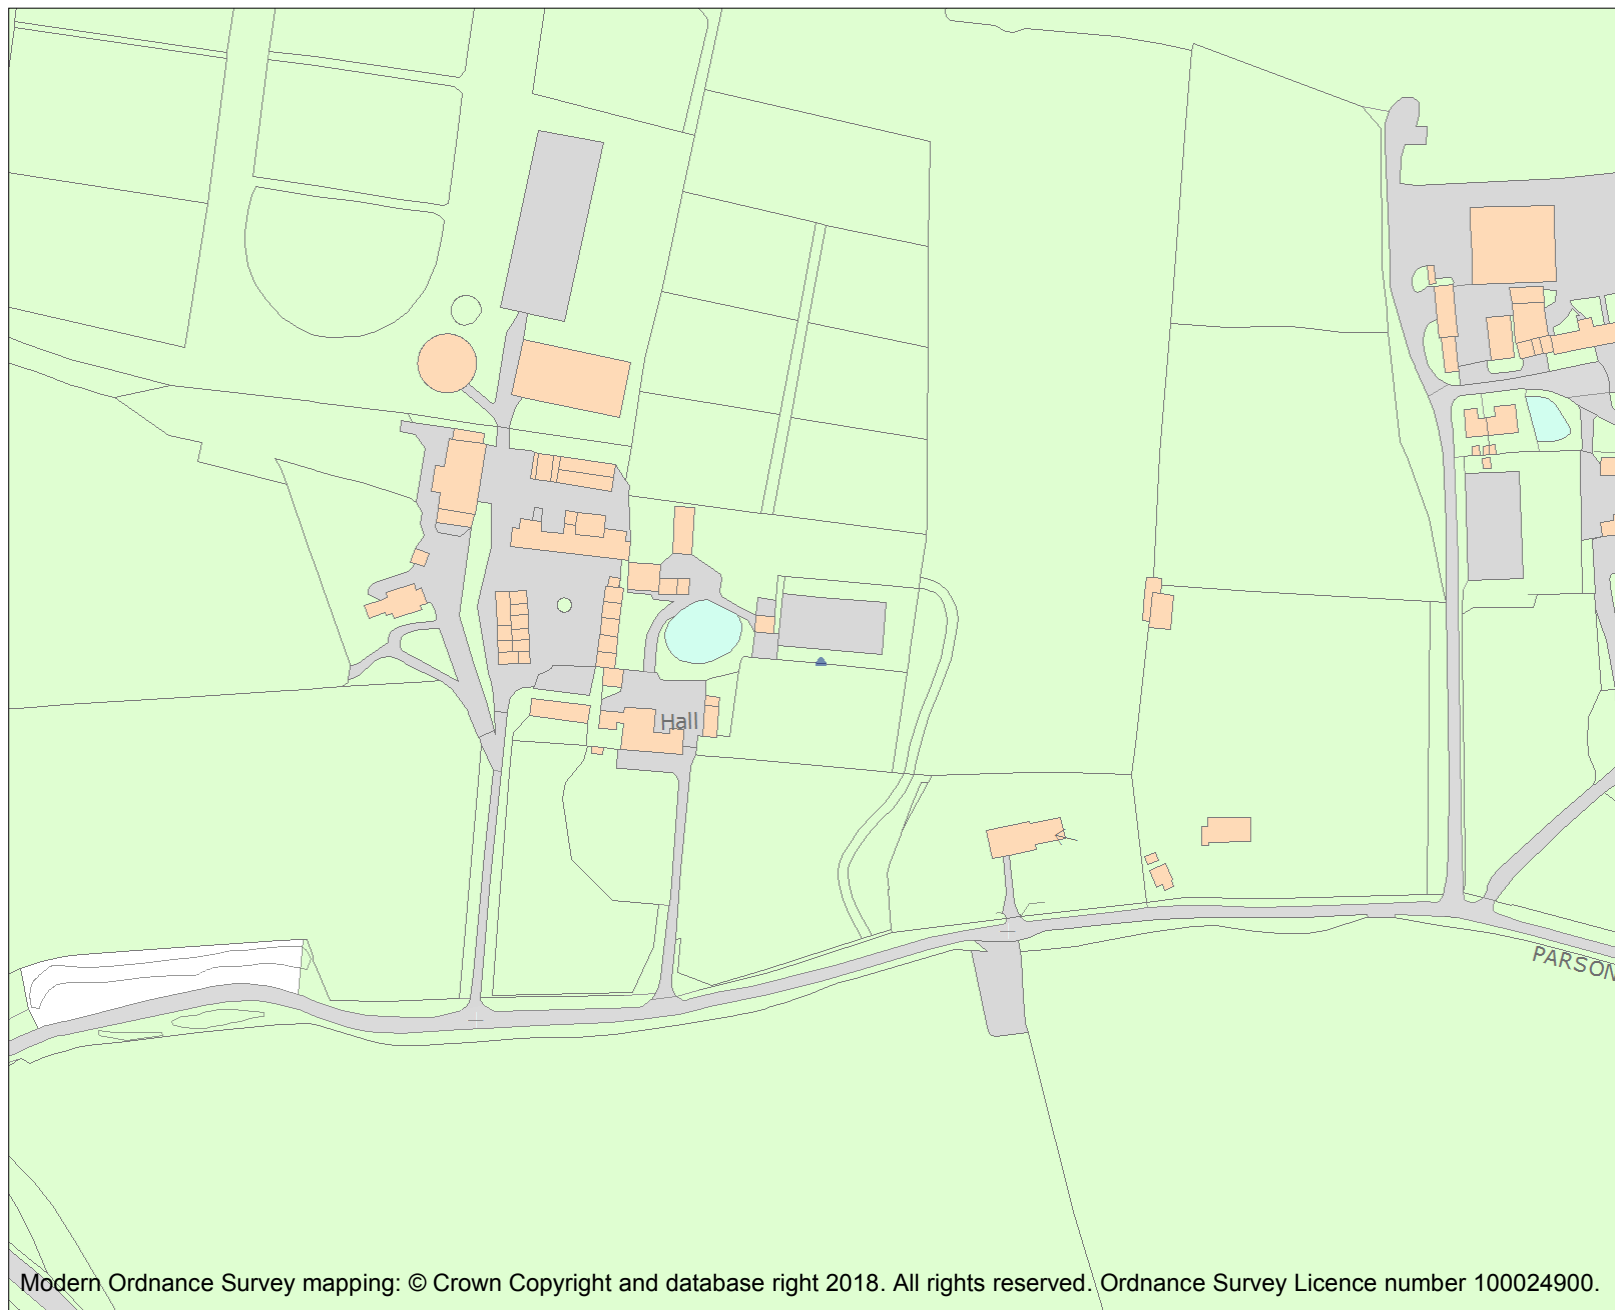 Hall
PARSON
Modern Ordnance Survey mapping: © Crown Copyright and database right 2018. All rights reserved. Ordnance Survey Licence number 100024900.